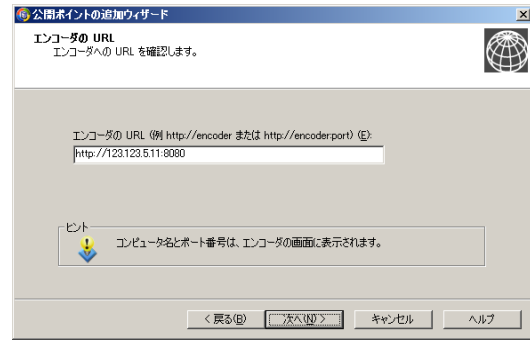 公開ポイントの追加ウィザード
エンコーダの URL
エンコーダへの URL を確認します。
エンコーダの URL (例 http://encoder または http://encoder:port) (E):
http://123.123.5.11:8080
ヒント
コンピュータ名とポート番号は、エンコーダの画面に表示されます。
< 戻る(B) 次へ(N) > キャンセル ヘルプ